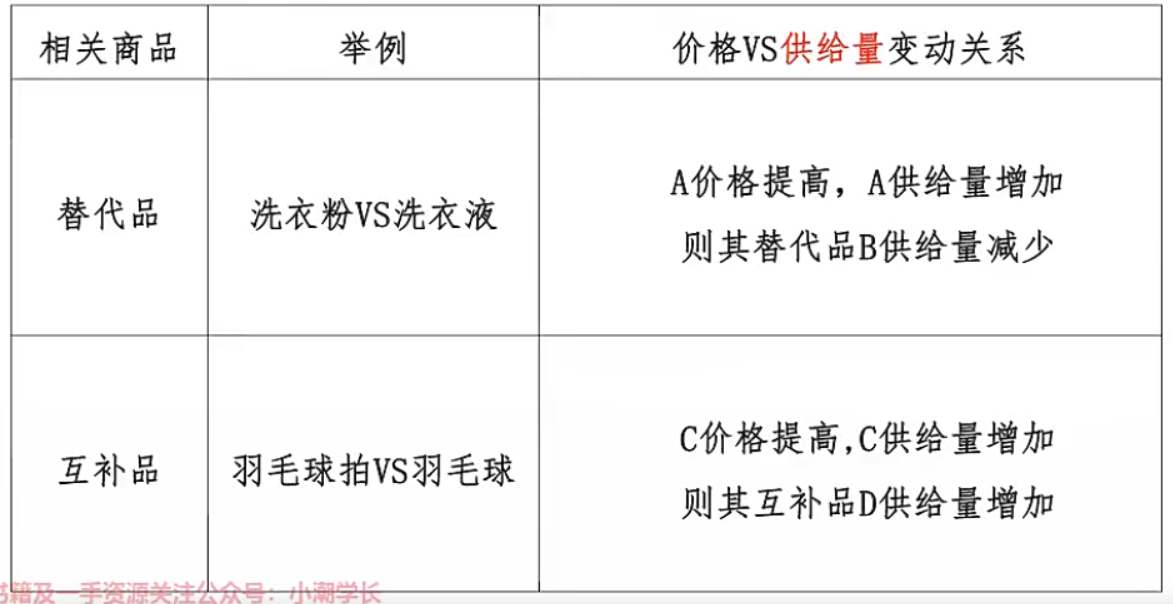 相关商品
举例
价格VS供给量变动关系
替代品
洗衣粉VS洗衣液
A价格提高，A供给量增加
则其替代品B供给量减少
互补品
羽毛球拍VS羽毛球
C价格提高,C供给量增加
则其互补品D供给量增加
书籍及一手资源关注公众号：小潮学长